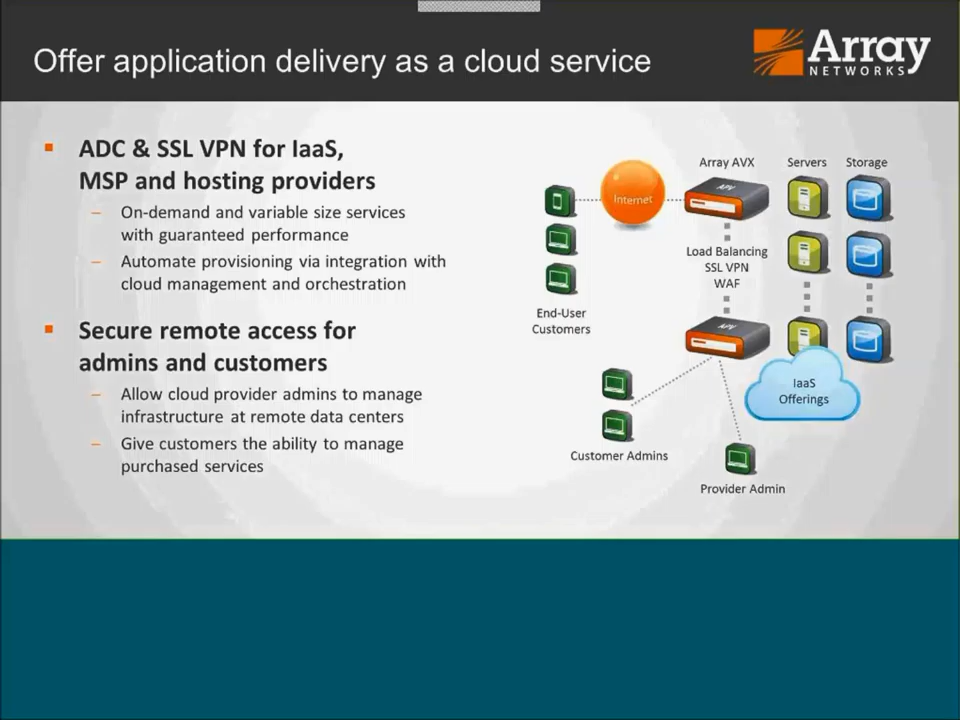 Offer application delivery as a cloud service
Array
NETWORKS
▪ ADC & SSL VPN for IaaS,
MSP and hosting providers
– On-demand and variable size services
with guaranteed performance
– Automate provisioning via integration with
cloud management and orchestration
▪ Secure remote access for
admins and customers
– Allow cloud provider admins to manage
infrastructure at remote data centers
– Give customers the ability to manage
purchased services
Array AVX
Servers
Storage
Internet
APV
Load Balancing
SSL VPN
WAF
End-User
Customers
APV
IaaS
Offerings
Customer Admins
Provider Admin